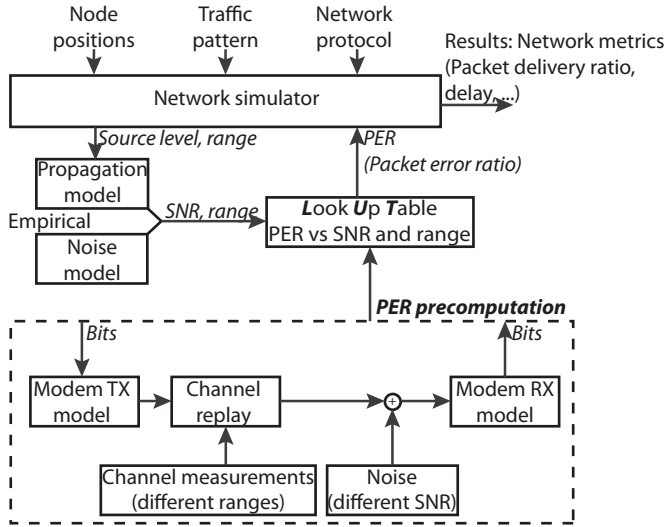 Node
positions
Traffic
pattern
Network
protocol
Results: Network metrics
(Packet delivery ratio,
delay,...)
Network simulator
Source level, range
PER
(Packet error ratio)
Propagation
model
Empirical
Noise
model
SNR, range
Look Up Table
PER vs SNR and range
PER precomputation
Bits
Bits
Modem TX
model
Channel
replay
+
Modem RX
model
Channel measurements
(different ranges)
Noise
(different SNR)